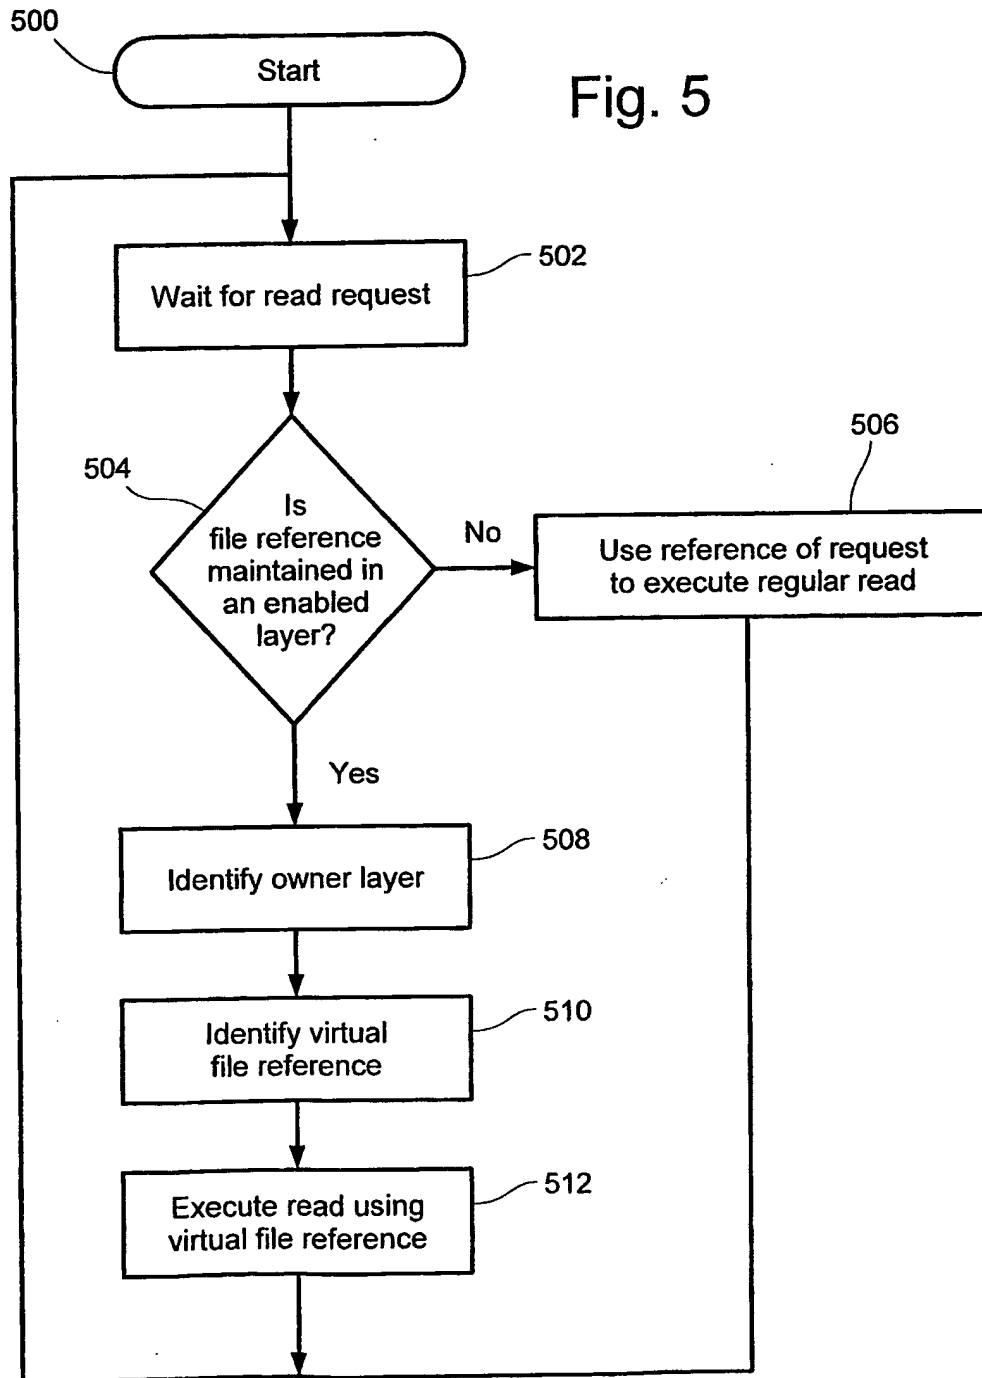 500
Start
Fig. 5
502
Wait for read request
504
Is
file reference
maintained in
an enabled
layer?
No
506
Use reference of request
to execute regular read
Yes
508
Identify owner layer
510
Identify virtual
file reference
512
Execute read using
virtual file reference